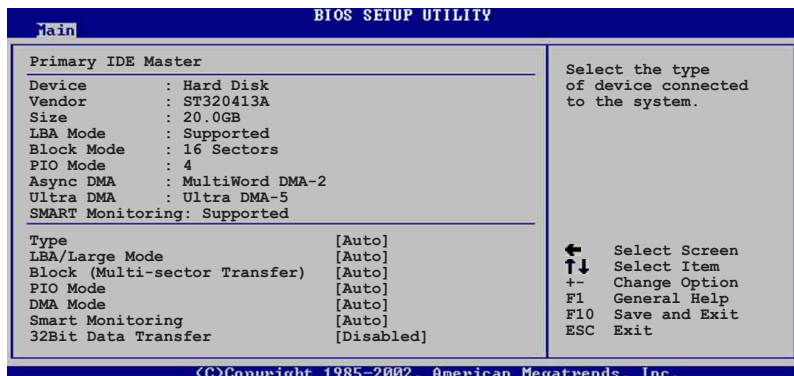 BIOS SETUP UTILITY
Main
Primary IDE Master
Device : Hard Disk
Vendor : ST320413A
Size : 20.0GB
LBA Mode : Supported
Block Mode : 16 Sectors
PIO Mode : 4
Async DMA : MultiWord DMA-2
Ultra DMA : Ultra DMA-5
SMART Monitoring: Supported
Type [Auto]
LBA/Large Mode [Auto]
Block (Multi-sector Transfer) [Auto]
PIO Mode [Auto]
DMA Mode [Auto]
Smart Monitoring [Auto]
32Bit Data Transfer [Disabled]
Select the type
of device connected
to the system.
← Select Screen
↑↓ Select Item
+- Change Option
F1 General Help
F10 Save and Exit
ESC Exit
(C)Copyright 1985-2002, American Megatrends, Inc.